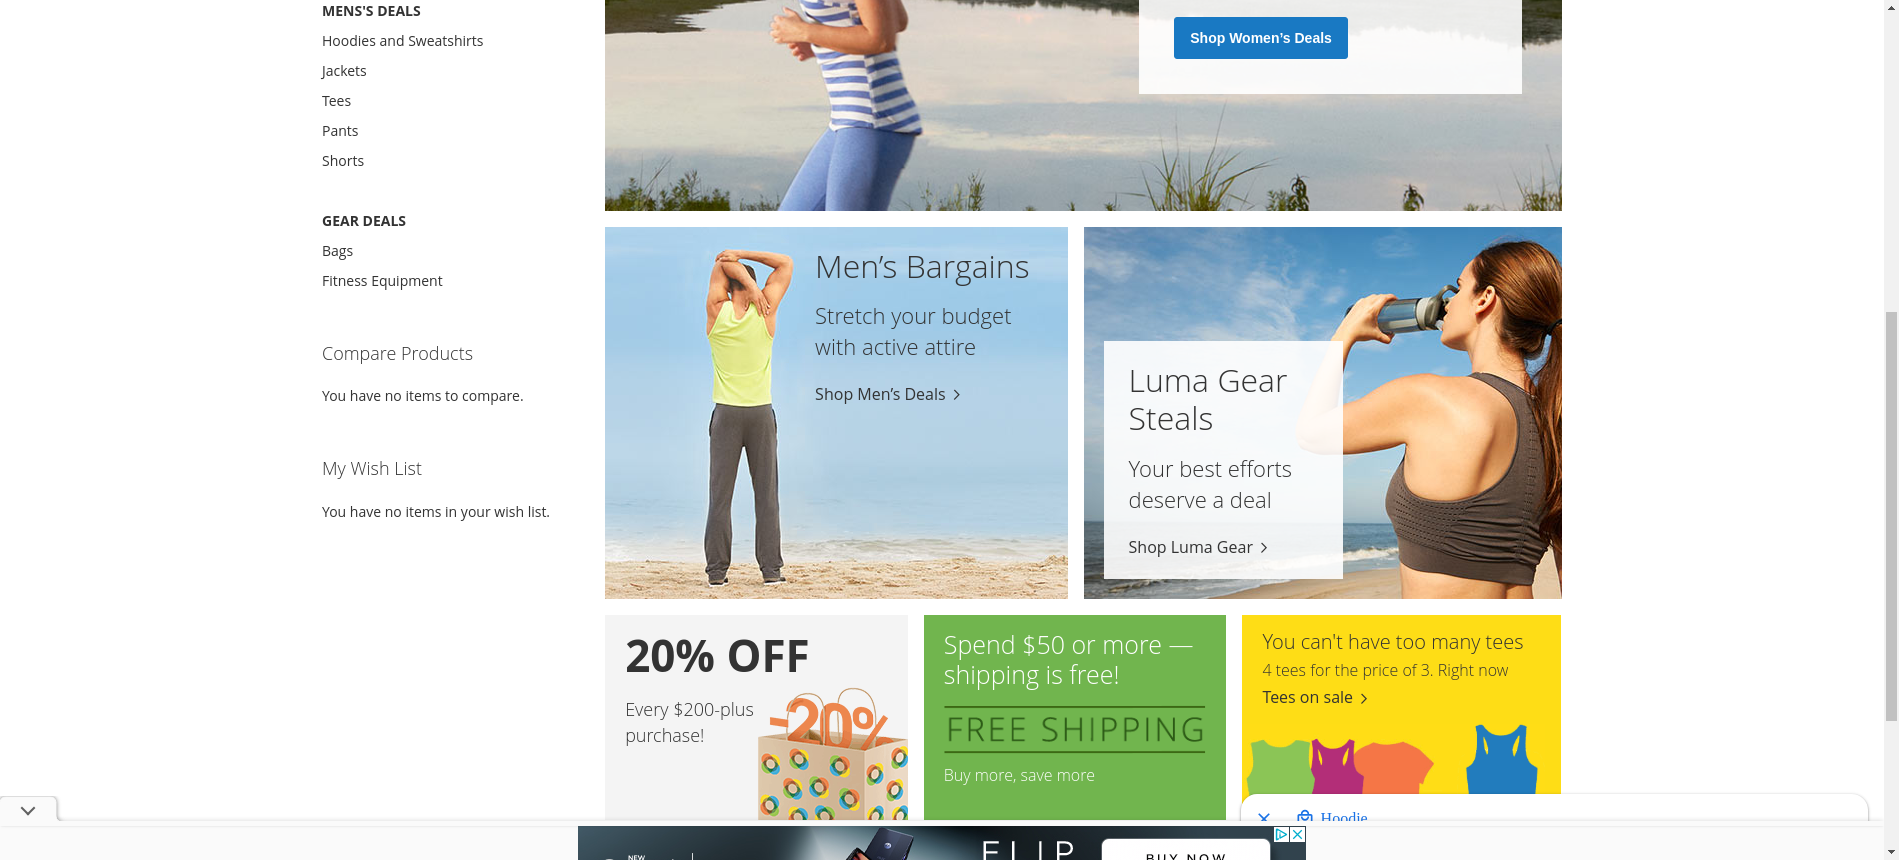 MENS'S DEALS
Hoodies and Sweatshirts
Jackets
Tees
Pants
Shorts
GEAR DEALS
Bags
Fitness Equipment
Compare Products
You have no items to compare.
My Wish List
You have no items in your wish list.
Shop Women’s Deals
Men’s Bargains
Stretch your budget
with active attire
Shop Men’s Deals
Luma Gear
Steals
Your best efforts
deserve a deal
Shop Luma Gear
20% OFF
Every $200-plus
purchase!
-20%
Spend $50 or more —
shipping is free!
FREE SHIPPING
Buy more, save more
You can't have too many tees
4 tees for the price of 3. Right now
Tees on sale
Hoodie
NEW
FLIP
BUY NOW